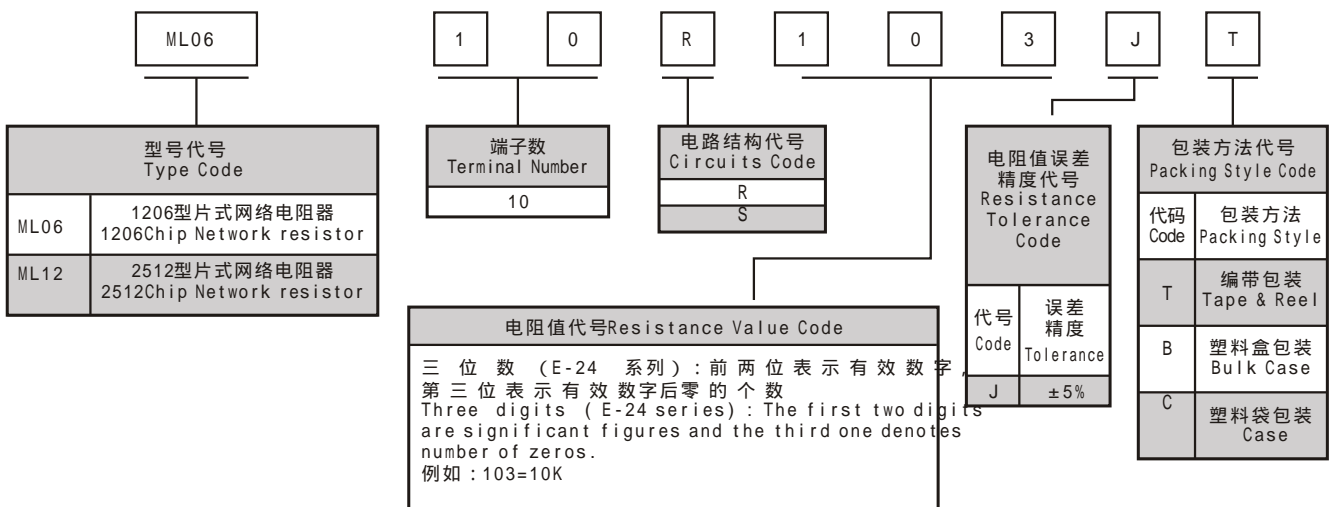 ML06 1 0 R 1 0 3 J T
型号代号
Type Code
ML06
1206型片式网络电阻器
1206Chip Network resistor
ML12
2512型片式网络电阻器
2512Chip Network resistor
端子数
Terminal Number
10
电路结构代号
Circuits Code
R
S
电阻值代号Resistance Value Code
三位数(E-24 系列):前两位表示有效数字,
第三位表示有效数字后零的个数
Three digits (E-24 series): The first two digits
are significant figures and the third one denotes
number of zeros.
例如:103=10K
电阻值误差
精度代号
Resistance
Tolerance
Code
代号
Code
误差
精度
Tolerance
J ±5%
包装方法代号
Packing Style Code
代码
Code
包装方法
Packing Style
T
编带包装
Tape & Reel
B
塑料盒包装
Bulk Case
C
塑料袋包装
Case